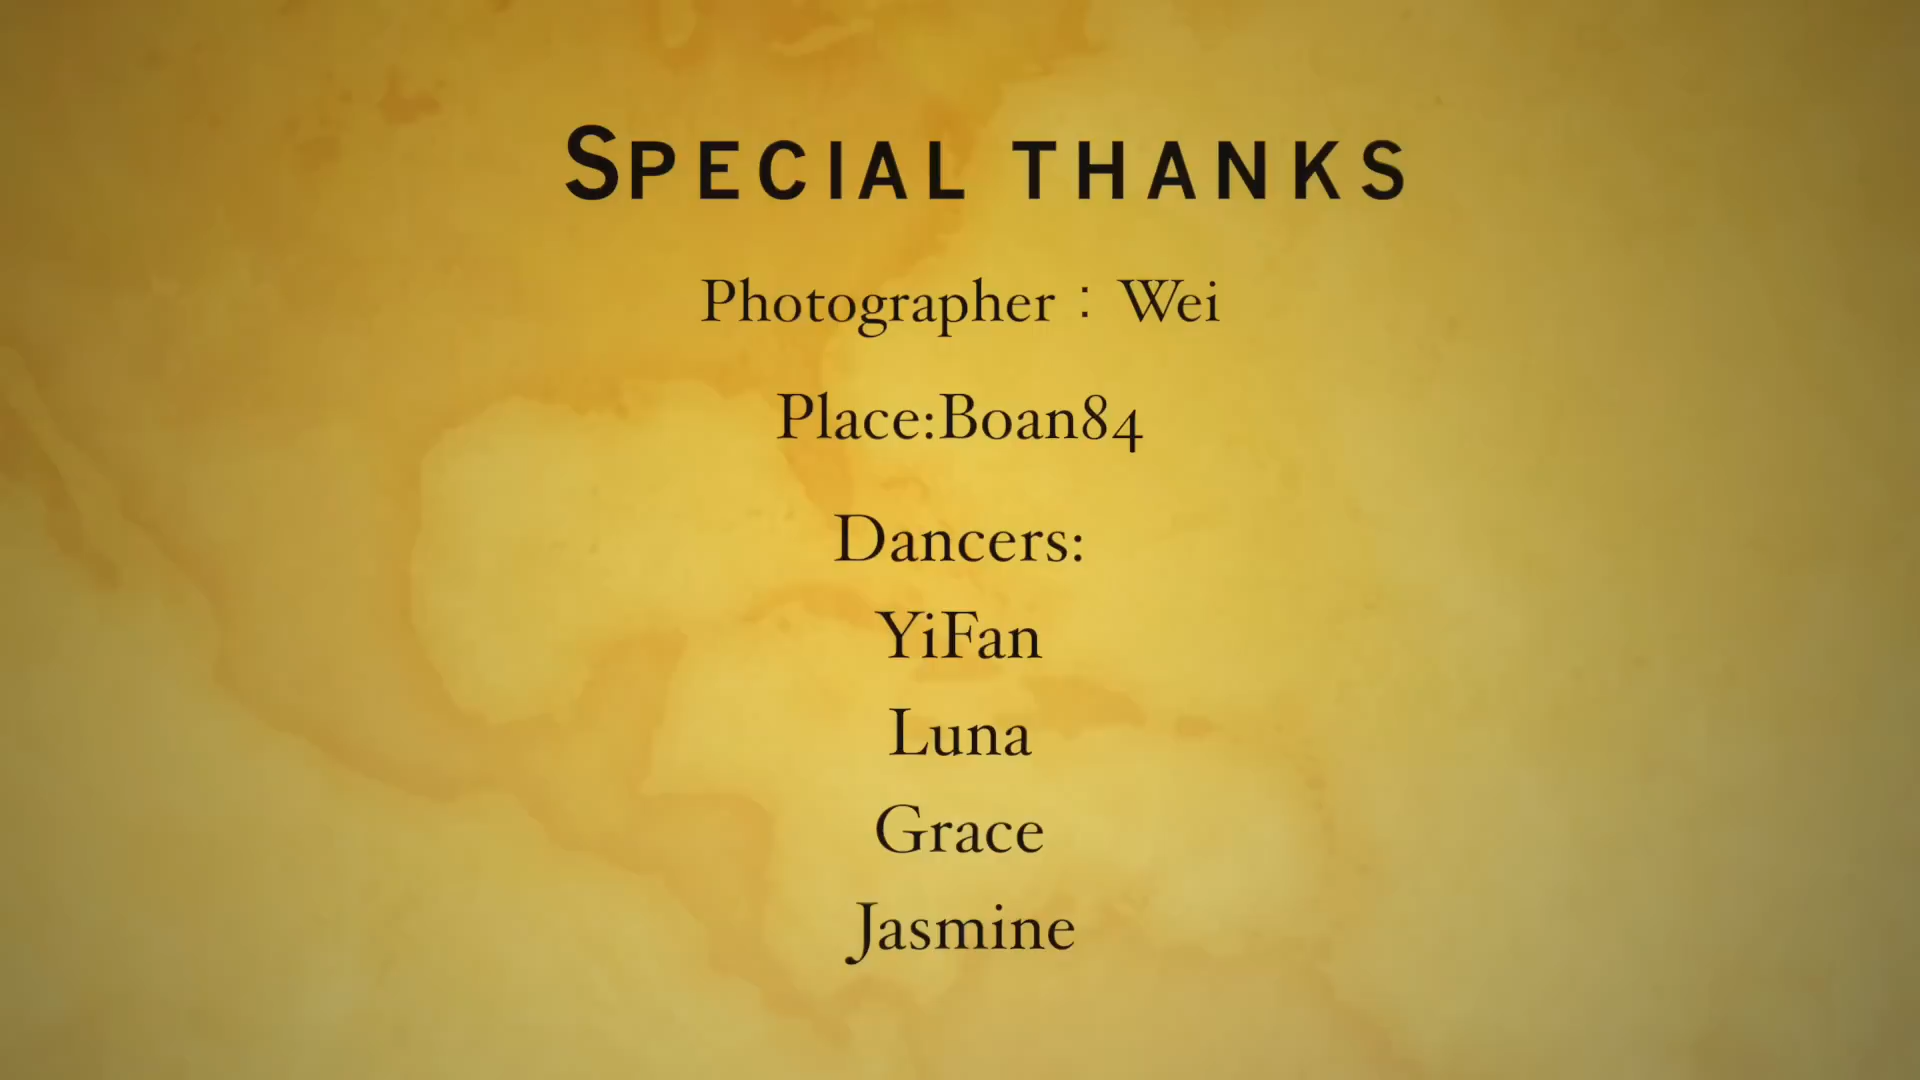 SPECIAL THANKS
Photographer：Wei
Place:Boan84
Dancers:
YiFan
Luna
Grace
Jasmine